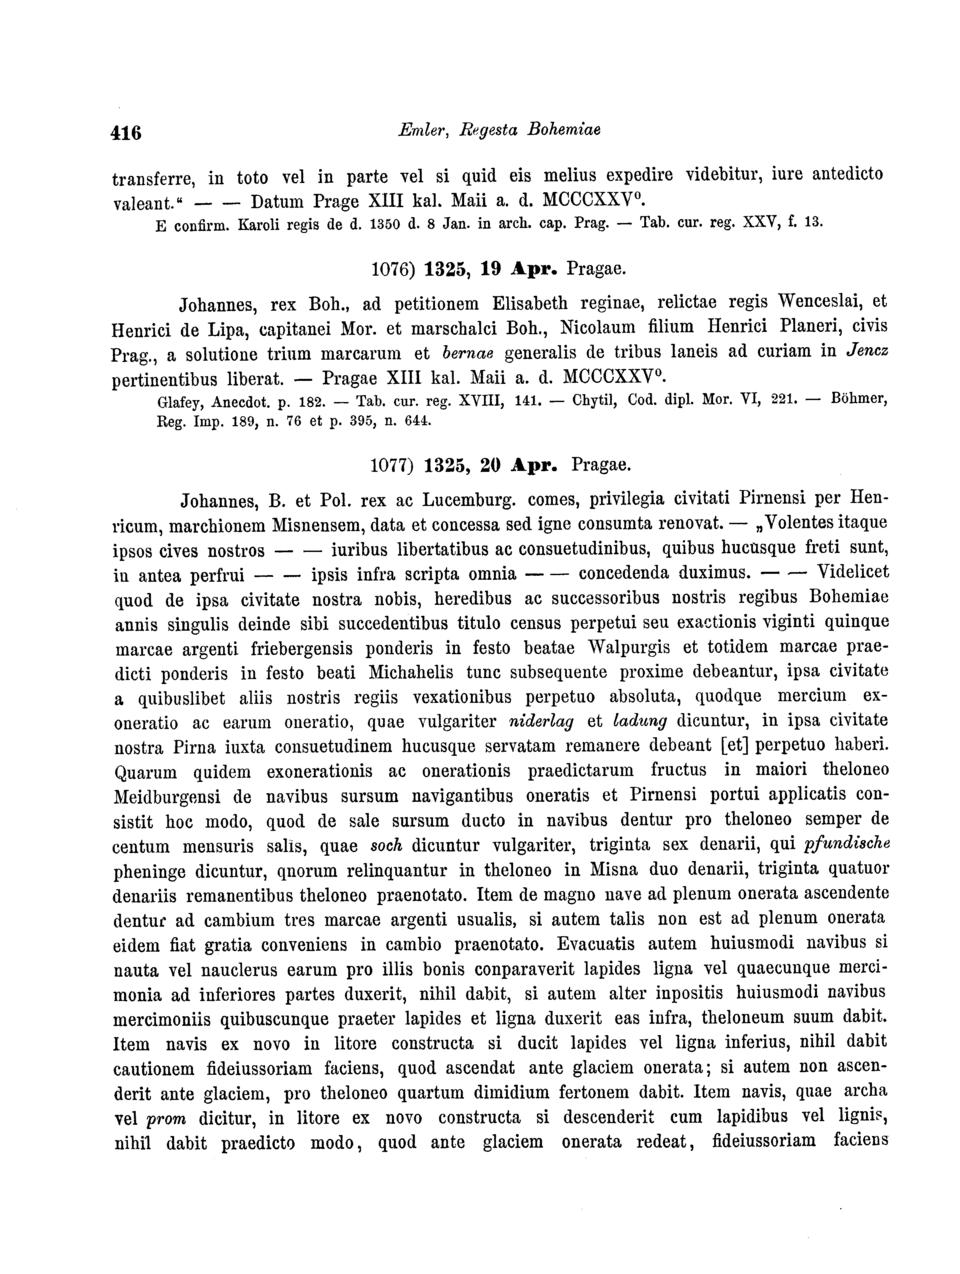 416 Emler, Regesta Bohemiae
transferre, in toto vel in parte vel si quid eis melius expedire videbitur, iure antedicto
valeant.“ — — Datum Prage XIII kal. Maii a. d. MCCCXXV⁰.
E confirm. Karoli regis de d. 1350 d. 8 Jan. in arch. cap. Prag. — Tab. cur. reg. XXV, f. 13.
1076) 1325, 19 Apr. Pragae.
Johannes, rex Boh., ad petitionem Elisabeth reginae, relictae regis Wenceslai, et
Henrici de Lipa, capitanei Mor. et marschalci Boh., Nicolaum filium Henrici Planeri, civis
Prag., a solutione trium marcarum et bernae generalis de tribus laneis ad curiam in Jencz
pertinentibus liberat. — Pragae XIII kal. Maii a. d. MCCCXXV⁰.
Glafey, Anecdot. p. 182. — Tab. cur. reg. XVIII, 141. — Chytil, Cod. dipl. Mor. VI, 221. — Böhmer,
Reg. Imp. 189, n. 76 et p. 395, n. 644.
1077) 1325, 20 Apr. Pragae.
Johannes, B. et Pol. rex ac Lucemburg. comes, privilegia civitati Pirnensi per Hen-
ricum, marchionem Misnensem, data et concessa sed igne consumta renovat. — „Volentes itaque
ipsos cives nostros — — iuribus libertatibus ac consuetudinibus, quibus hucusque freti sunt,
in antea perfrui — — ipsis infra scripta omnia — — concedenda duximus. — — Videlicet
quod de ipsa civitate nostra nobis, heredibus ac successoribus nostris regibus Bohemiae
annis singulis deinde sibi succedentibus titulo census perpetui seu exactionis viginti quinque
marcae argenti friebergensis ponderis in festo beatae Walpurgis et totidem marcae prae-
dicti ponderis in festo beati Michahelis tunc subsequente proxime debeantur, ipsa civitate
a quibuslibet aliis nostris regiis vexationibus perpetuo absoluta, quodque mercium ex-
oneratio ac earum oneratio, quae vulgariter niderlag et ladung dicuntur, in ipsa civitate
nostra Pirna iuxta consuetudinem hucusque servatam remanere debeant [et] perpetuo haberi.
Quarum quidem exonerationis ac onerationis praedictarum fructus in maiori theloneo
Meidburgensi de navibus sursum navigantibus oneratis et Pirnensi portui applicatis con-
sistit hoc modo, quod de sale sursum ducto in navibus dentur pro theloneo semper de
centum mensuris salis, quae soch dicuntur vulgariter, triginta sex denarii, qui pfundische
pheninge dicuntur, qnorum relinquantur in theloneo in Misna duo denarii, triginta quatuor
denariis remanentibus theloneo praenotato. Item de magno nave ad plenum onerata ascendente
dentur ad cambium tres marcae argenti usualis, si autem talis non est ad plenum onerata
eidem fiat gratia conveniens in cambio praenotato. Evacuatis autem huiusmodi navibus si
nauta vel nauclerus earum pro illis bonis conparaverit lapides ligna vel quaecunque merci-
monia ad inferiores partes duxerit, nihil dabit, si autem alter inpositis huiusmodi navibus
mercimoniis quibuscunque praeter lapides et ligna duxerit eas infra, theloneum suum dabit.
Item navis ex novo in litore constructa si ducit lapides vel ligna inferius, nihil dabit
cautionem fideiussoriam faciens, quod ascendat ante glaciem onerata; si autem non ascen-
derit ante glaciem, pro theloneo quartum dimidium fertonem dabit. Item navis, quae archa
vel prom dicitur, in litore ex novo constructa si descenderit cum lapidibus vel lignis,
nihil dabit praedicto modo, quod ante glaciem onerata redeat, fideiussoriam faciens